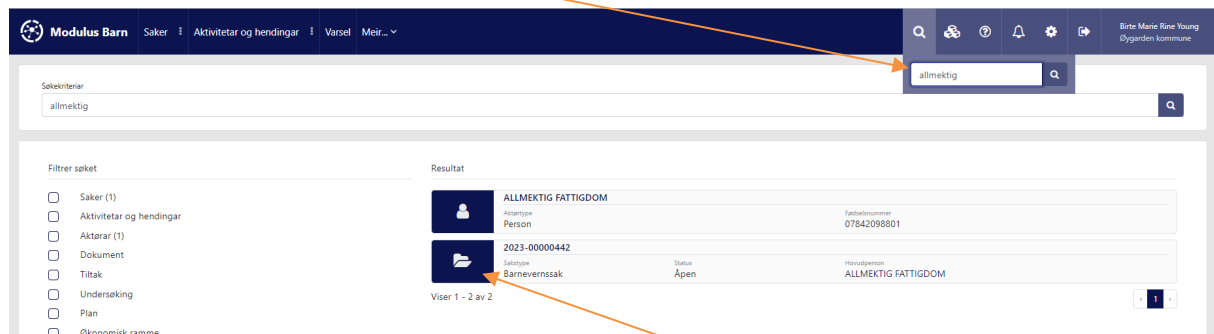 Modulus Barn Saker Aktivitetar og hendingar Varsel Meir... Birte Marie Rine Young
Øygarden kommune
allmektig
Søkekriteriar
allmektig
Filtrer søket
Saker (1)
Aktivitetar og hendingar
Aktørar (1)
Dokument
Tiltak
Undersøking
Plan
Økonomisk ramme
Resultat
ALLMEKTIG FATTIGDOM
Aktørtype Fødselsnummer
Person 07842098801
2023-00000442
Sakstype Status Hovudperson
Barnevernssak Åpen ALLMEKTIG FATTIGDOM
Viser 1 - 2 av 2 ‹ 1 ›